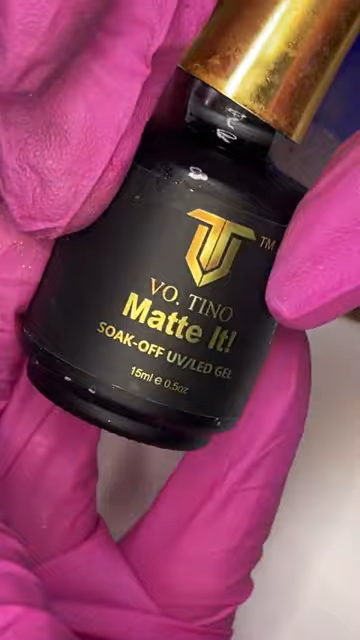 TM
VO. TINO
Matte It!
SOAK-OFF UV/LED GEL
15ml e 0.5oz